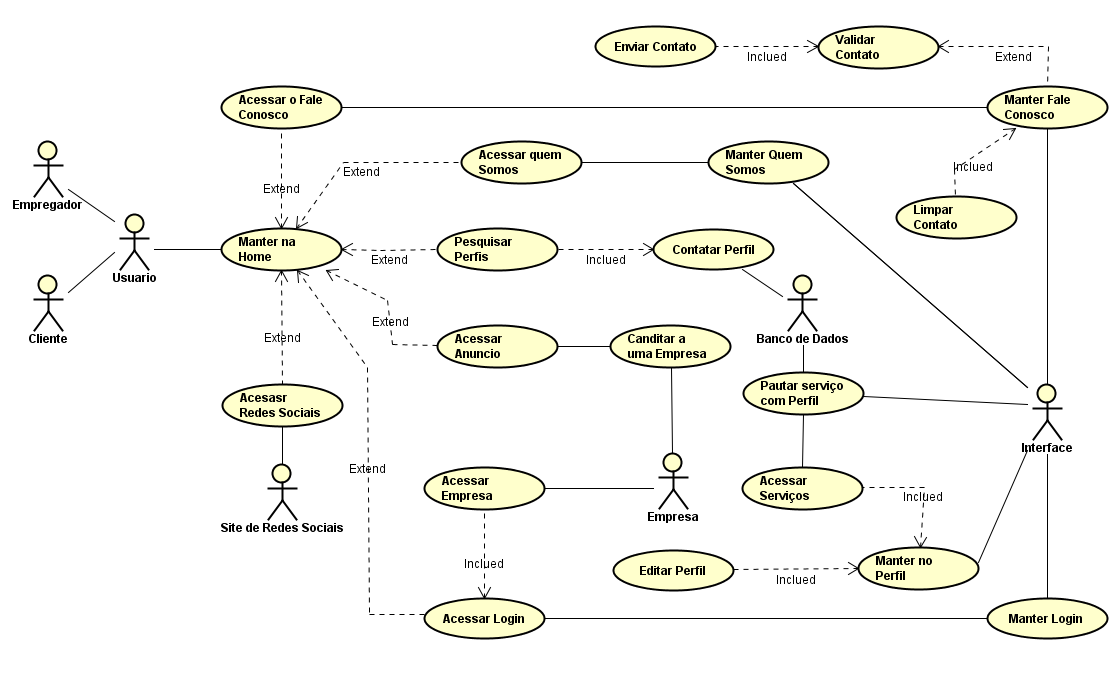 Enviar Contato
Inclued
Validar
Contato
Extend
Acessar o Fale
Conosco
Manter Fale
Conosco
Empregador
Extend
Acessar quem
Somos
Extend
Manter Quem
Somos
Inclued
Limpar
Contato
Usuario
Manter na
Home
Extend
Pesquisar
Perfis
Inclued
Contatar Perfil
Cliente
Extend
Extend
Acessar
Anuncio
Canditar a
uma Empresa
Banco de Dados
Acesasr
Redes Sociais
Pautar serviço
com Perfil
Interface
Site de Redes Sociais
Extend
Acessar
Empresa
Empresa
Acessar
Serviços
Inclued
Inclued
Editar Perfil
Inclued
Manter no
Perfil
Acessar Login
Manter Login